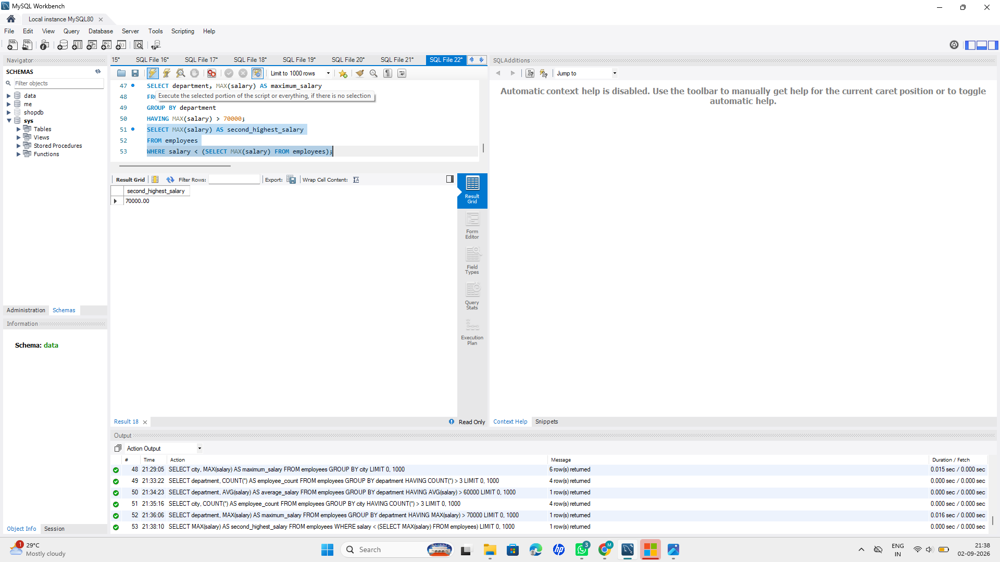 MySQL Workbench
Local instance MySQL80
File Edit View Query Database Server Tools Scripting Help
Navigator
SCHEMAS
Filter objects
data
me
shopdb
sys
Tables
Views
Stored Procedures
Functions
Administration Schemas
Information
Schema: data
Object Info Session
15* SQL File 16* SQL File 17* SQL File 18* SQL File 19* SQL File 20* SQL File 21* SQL File 22*
Limit to 1000 rows
47 SELECT department, MAX(salary) AS maximum_salary
48 FR
Execute the selected portion of the script or everything, if there is no selection
49 GROUP BY department
50 HAVING MAX(salary) > 70000;
51 SELECT MAX(salary) AS second_highest_salary
52 FROM employees
53 WHERE salary < (SELECT MAX(salary) FROM employees);
Result Grid Filter Rows: Export: Wrap Cell Content:
second_highest_salary
70000.00
Result
Grid
Form
Editor
Field
Types
Query
Stats
Execution
Plan
Result 18
Read Only
SQLAdditions
Jump to
Automatic context help is disabled. Use the toolbar to manually get help for the current caret position or to toggle
automatic help.
Context Help Snippets
Output
Action Output
# Time Action Message Duration / Fetch
48 21:29:05 SELECT city, MAX(salary) AS maximum_salary FROM employees GROUP BY city LIMIT 0, 1000 6 row(s) returned 0.015 sec / 0.000 sec
49 21:33:22 SELECT department, COUNT(*) AS employee_count FROM employees GROUP BY department HAVING COUNT(*) > 3 LIMIT 0, 1000 4 row(s) returned 0.000 sec / 0.000 sec
50 21:34:23 SELECT department, AVG(salary) AS average_salary FROM employees GROUP BY department HAVING AVG(salary) > 60000 LIMIT 0, 1000 1 row(s) returned 0.000 sec / 0.000 sec
51 21:35:16 SELECT city, COUNT(*) AS employee_count FROM employees GROUP BY city HAVING COUNT(*) > 3 LIMIT 0, 1000 4 row(s) returned 0.000 sec / 0.000 sec
52 21:36:06 SELECT department, MAX(salary) AS maximum_salary FROM employees GROUP BY department HAVING MAX(salary) > 70000 LIMIT 0, 1000 1 row(s) returned 0.016 sec / 0.000 sec
53 21:38:10 SELECT MAX(salary) AS second_highest_salary FROM employees WHERE salary < (SELECT MAX(salary) FROM employees) LIMIT 0, 1000 1 row(s) returned 0.000 sec / 0.000 sec
1
29°C
Mostly cloudy
Search
hp
3
M
ENG
IN
21:38
02-09-2026